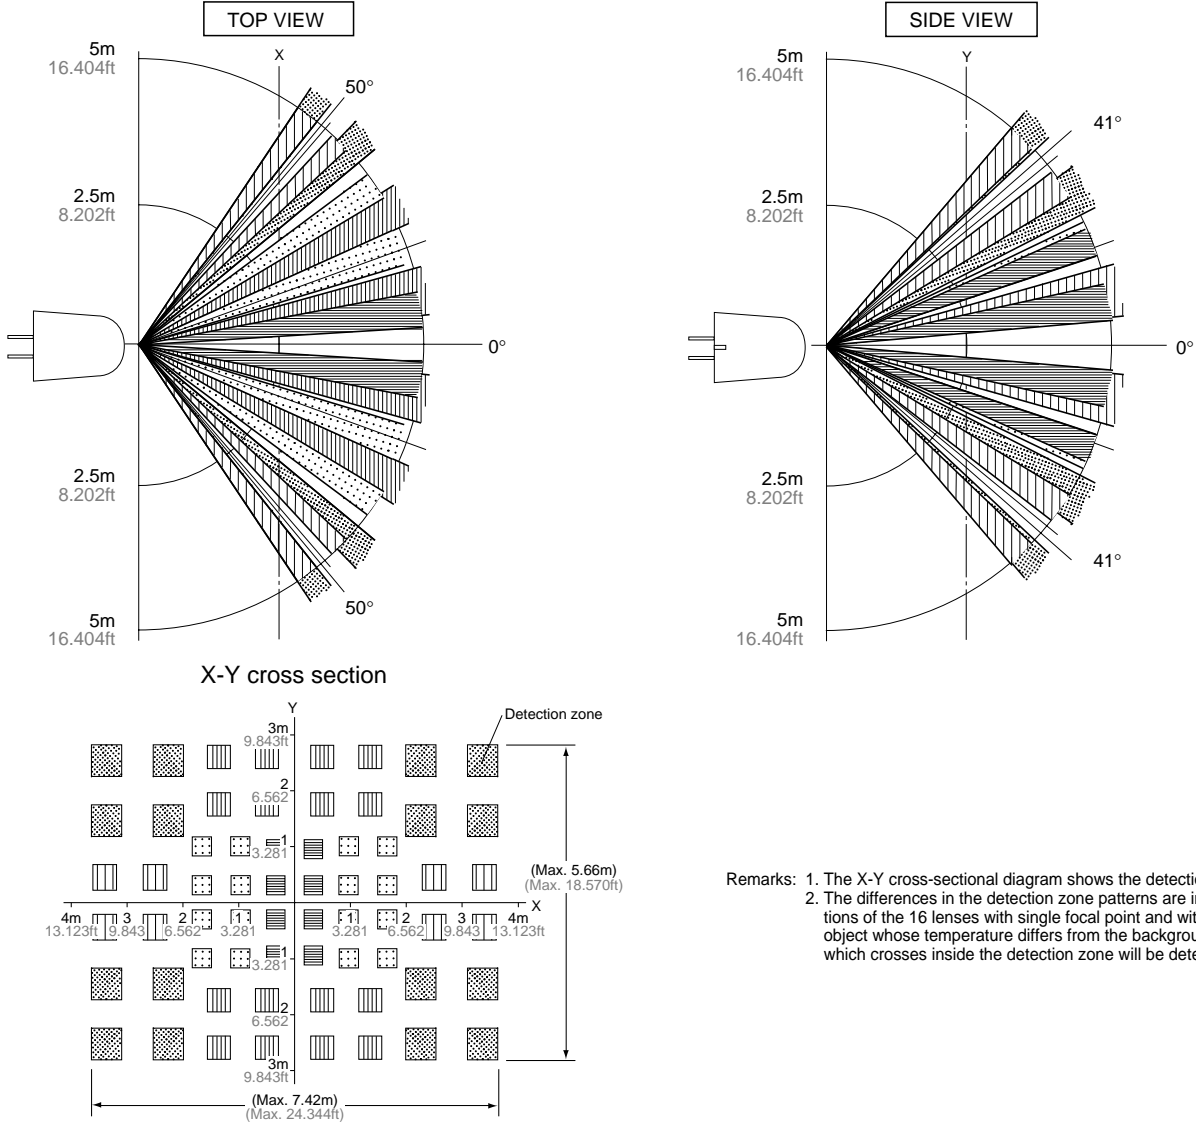 TOP VIEW
SIDE VIEW
5m
16.404ft
X
50°
2.5m
8.202ft
0°
2.5m
8.202ft
50°
5m
16.404ft
5m
16.404ft
Y
41°
2.5m
8.202ft
0°
2.5m
8.202ft
41°
5m
16.404ft
X-Y cross section
Y
Detection zone
3m
9.843ft
2
6.562
1
3.281
(Max. 5.66m)
(Max. 18.570ft)
X
4m 3 2 1 1 2 3 4m
13.123ft 9.843 6.562 3.281 3.281 6.562 9.843 13.123ft
1
3.281
2
6.562
3m
9.843ft
(Max. 7.42m)
(Max. 24.344ft)
Remarks: 1. The X-Y cross-sectional diagram shows the
2. The differences in the detection zone patterns are
tions of the 16 lenses with single focal point and
object whose temperature differs from the
which crosses inside the detection zone will be